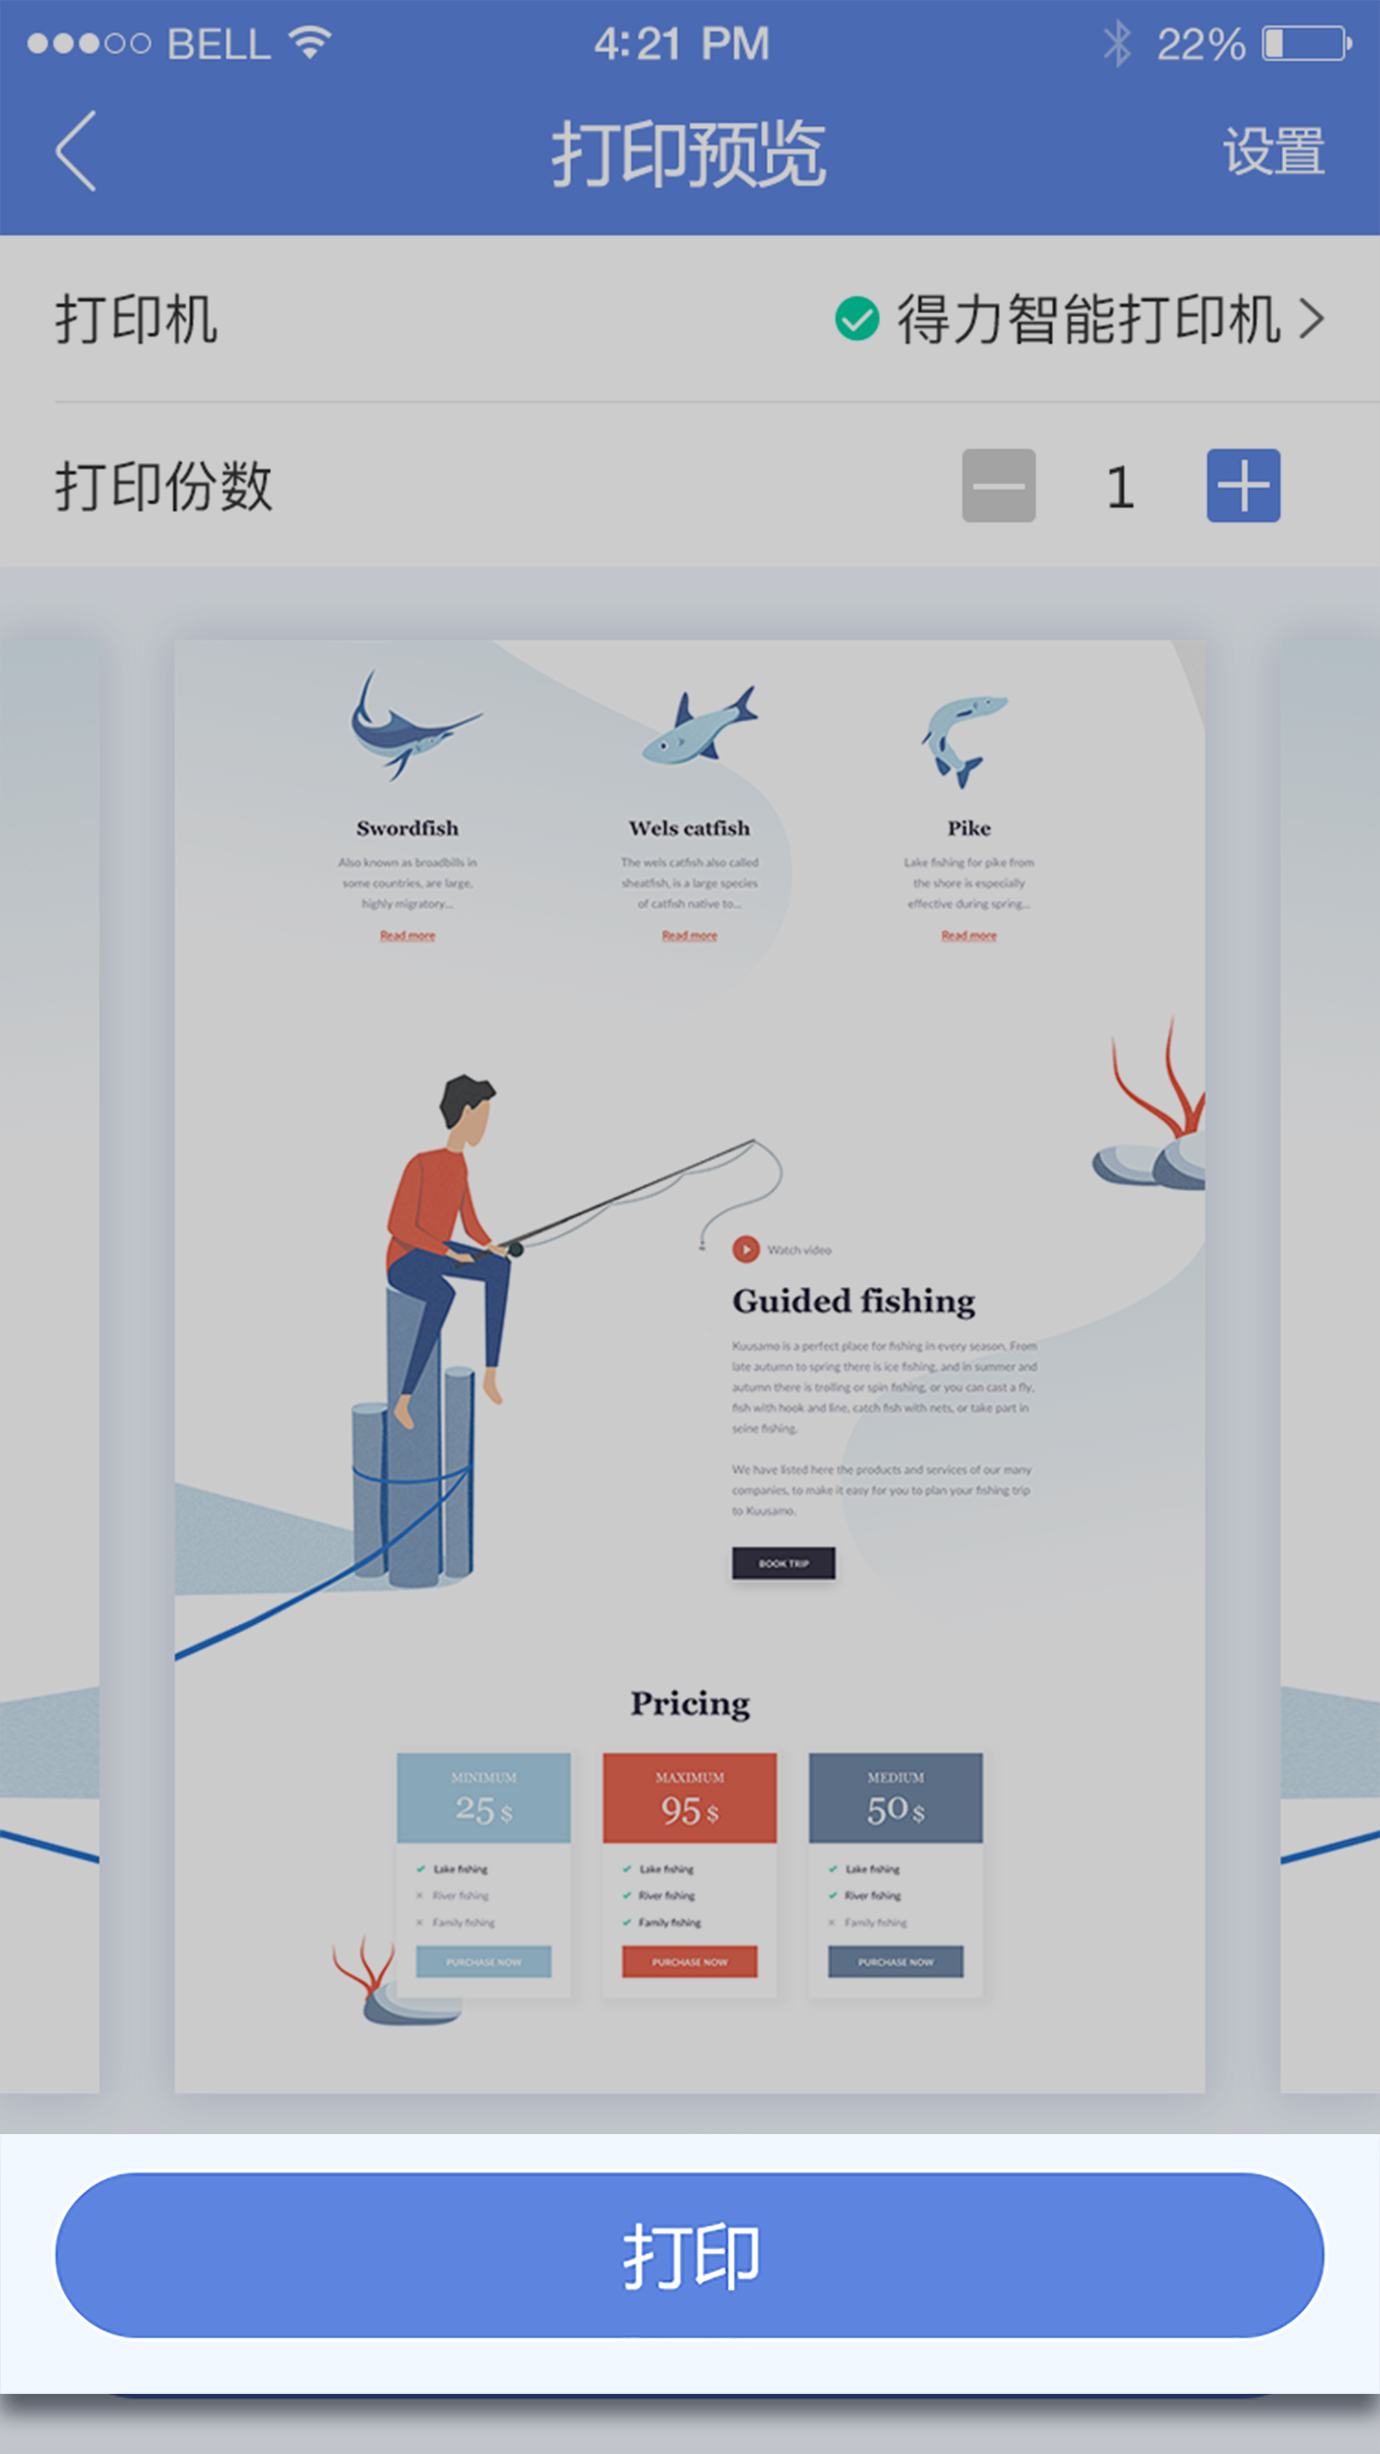 BELL 4:21 PM 22%
打印预览 设置
打印机 得力智能打印机
打印份数 1
Swordfish Wels catfish Pike
Also known as broadbills in The wels catfish also called Lake fishing for pike from
some countries, are large, sheatfish, is a large species the shore is especially
highly migratory... of catfish native to... effective during spring...
Read more Read more Read more
Watch video
Guided fishing
Kuusamo is a perfect place for fishing in every season. From
late autumn to spring there is ice fishing, and in summer and
autumn there is trolling or spin fishing, or you can cast a fly,
fish with hook and line, catch fish with nets, or take part in
seine fishing.
We have listed here the products and services of our many
companies, to make it easy for you to plan your fishing trip
to Kuusamo.
BOOK TRIP
Pricing
MINIMUM MAXIMUM MEDIUM
25 $ 95 $ 50 $
Lake fishing Lake fishing Lake fishing
River fishing River fishing River fishing
Family fishing Family fishing Family fishing
PURCHASE NOW PURCHASE NOW PURCHASE NOW
打印